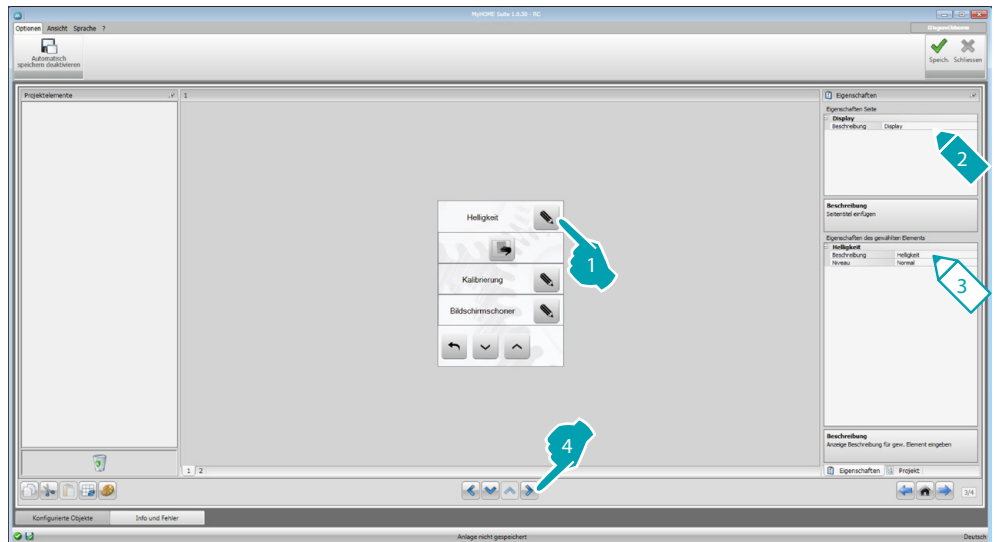 MyHOME Suite 1.0.30 - RC
Optionen Ansicht Sprache ?
Automatisch
speichern deaktivieren
Speich. Schliessen
Projektelemente
1
Eigenschaften
Eigenschaften Seite
Display
Beschreibung Display
2
Beschreibung
Seitentitel einfügen
Eigenschaften des gewählten Elements
Helligkeit
Beschreibung Helligkeit
Niveau Normal
3
Beschreibung
Anzeige Beschreibung für gew. Element eingeben
Helligkeit
1
Kalibrierung
Bildschirmschoner
4
1 2
Eigenschaften Projekt
3/4
Konfigurierte Objekte Info und Fehler
Anlage nicht gespeichert
Deutsch